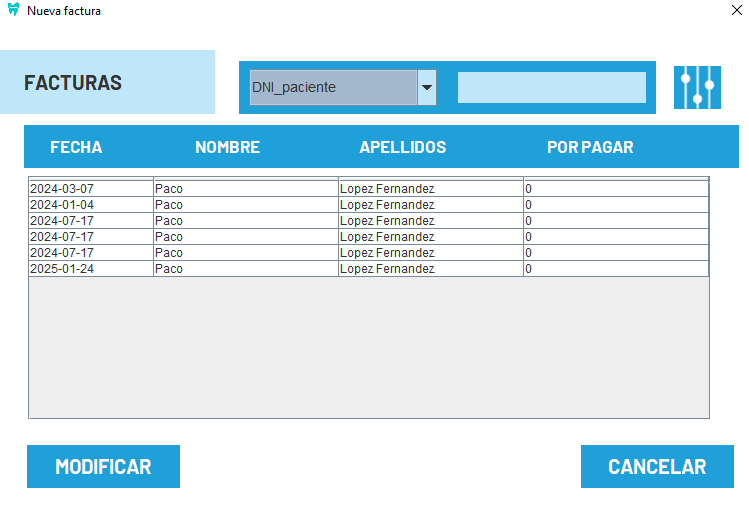 Nueva factura
FACTURAS
DNI_paciente
FECHA NOMBRE APELLIDOS POR PAGAR
2024-03-07 Paco Lopez Fernandez 0
2024-01-04 Paco Lopez Fernandez 0
2024-07-17 Paco Lopez Fernandez 0
2024-07-17 Paco Lopez Fernandez 0
2024-07-17 Paco Lopez Fernandez 0
2025-01-24 Paco Lopez Fernandez 0
MODIFICAR CANCELAR